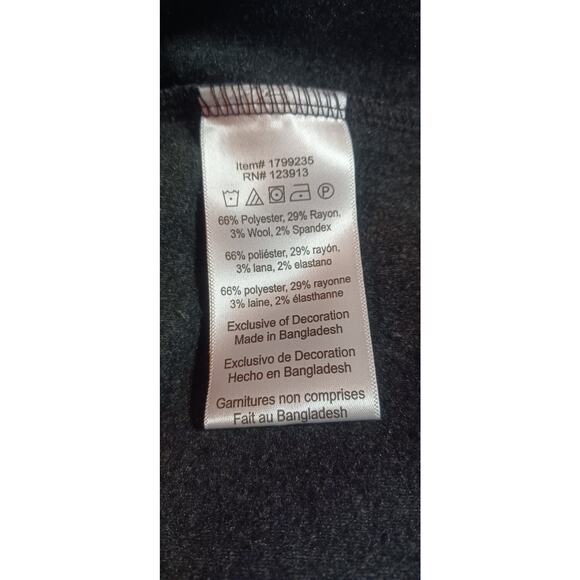 Item# 1799235
RN# 123913
P
66% Polyester, 29% Rayon,
3% Wool, 2% Spandex
66% poliéster, 29% rayón,
3% lana, 2% elastano
66% polyester, 29% rayonne
3% laine, 2% élasthanne
Exclusive of Decoration
Made in Bangladesh
Exclusivo de Decoration
Hecho en Bangladesh
Garnitures non comprises
Fait au Bangladesh